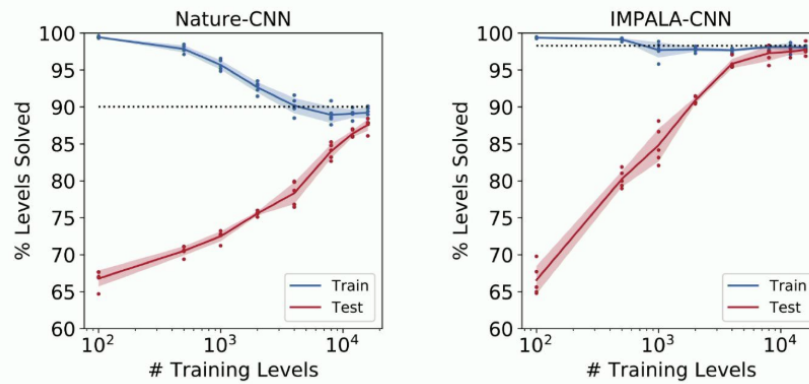 Nature-CNN
100
95
90
85
80
75
70
65
60
% Levels Solved
Train
Test
10²
10³
10⁴
# Training Levels
IMPALA-CNN
100
95
90
85
80
75
70
65
60
% Levels Solved
Train
Test
10²
10³
10⁴
# Training Levels